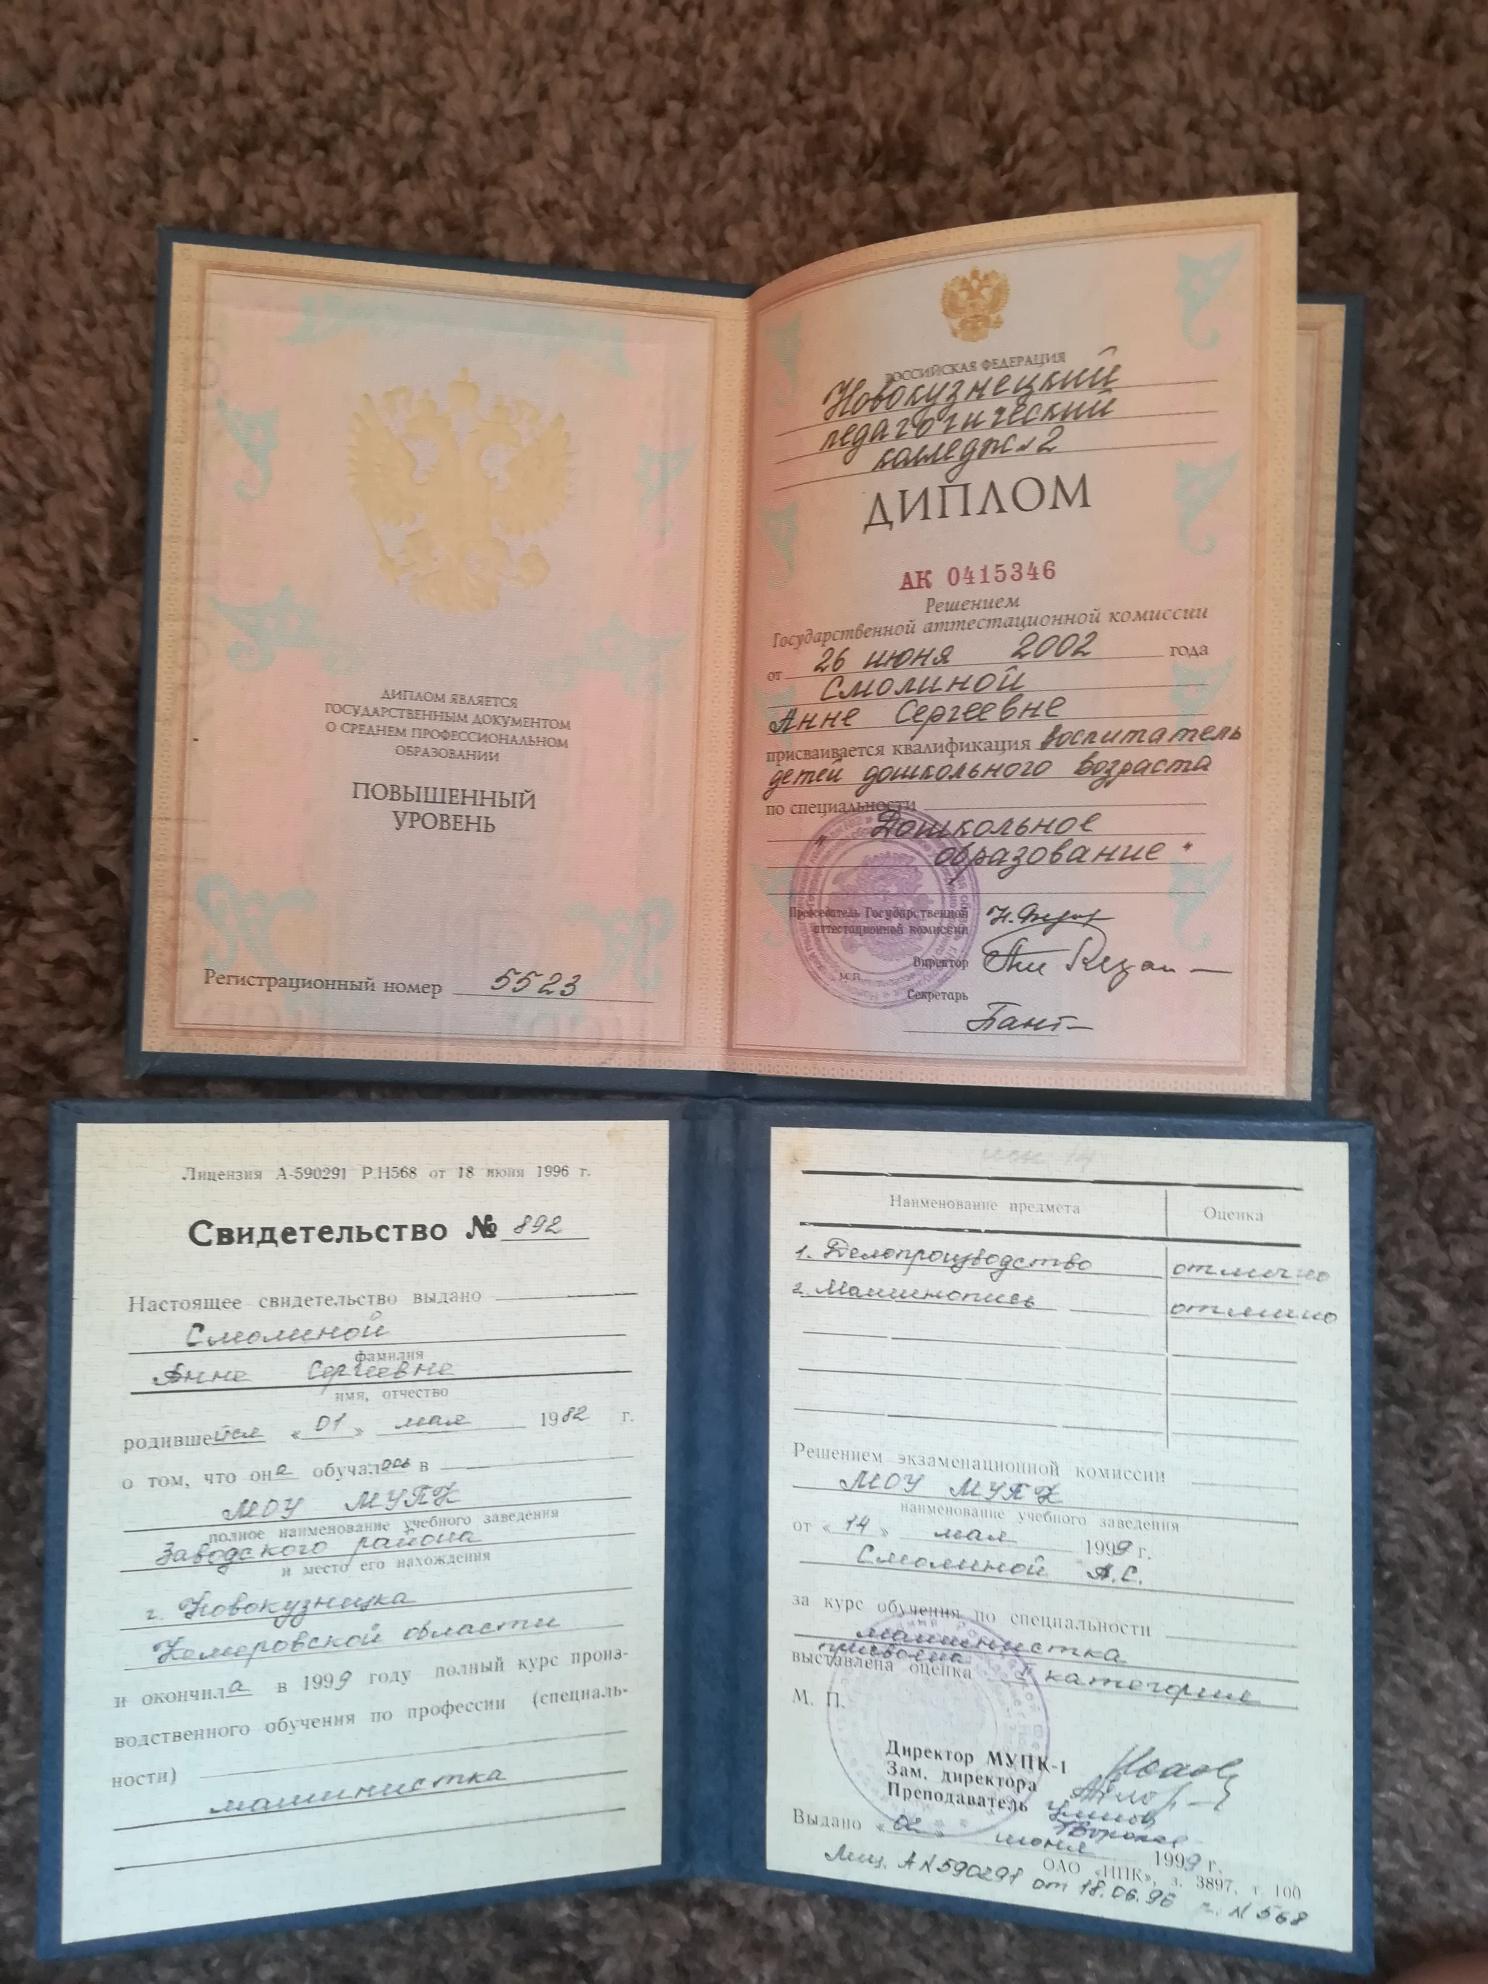 ДИПЛОМ ЯВЛЯЕТСЯ
ГОСУДАРСТВЕННЫМ ДОКУМЕНТОМ
О СРЕДНЕМ ПРОФЕССИОНАЛЬНОМ
ОБРАЗОВАНИИ
ПОВЫШЕННЫЙ
УРОВЕНЬ
Регистрационный номер 5523
РОССИЙСКАЯ ФЕДЕРАЦИЯ
Новокузнецкий
педагогический
колледж №2
ДИПЛОМ
АК 0415346
Решением
Государственной аттестационной комиссии
от 26 июня 2002 года
Смолиной
Анне Сергеевне
присваивается квалификация воспитатель
детей дошкольного возраста
по специальности
"Дошкольное
образование"
Председатель Государственной
аттестационной комиссии
Директор
М.П.
Секретарь
Лицензия А-590291 Р.Н568 от 18 июня 1996 г.
Свидетельство № 892
Настоящее свидетельство выдано
Смолиной
фамилия
Анне Сергеевне
имя, отчество
родившейся «01» мая 1982 г.
о том, что она обучалась в
МОУ МУПК
полное наименование учебного заведения
Заводского района
и место его нахождения
г. Новокузнецка
Кемеровской области
и окончила в 1999 году полный курс произ-
водственного обучения по профессии (специаль-
ности)
машинистка
Наименование предмета Оценка
1. Делопроизводство отлично
2. Машинопись отлично
Решением экзаменационной комиссии
МОУ МУПК
наименование учебного заведения
от «14» мая 1999 г.
Смолиной А.С.
за курс обучения по специальности
машинистка
присвоена
выставлена оценка II категория
М. П.
Директор МУПК-1
Зам. директора
Преподаватель
Выдано «02» июня 1999 г.
ОАО «НПК», з. 3897, т. 100
Лиц. А №590291 от 18.06.96 г. №568